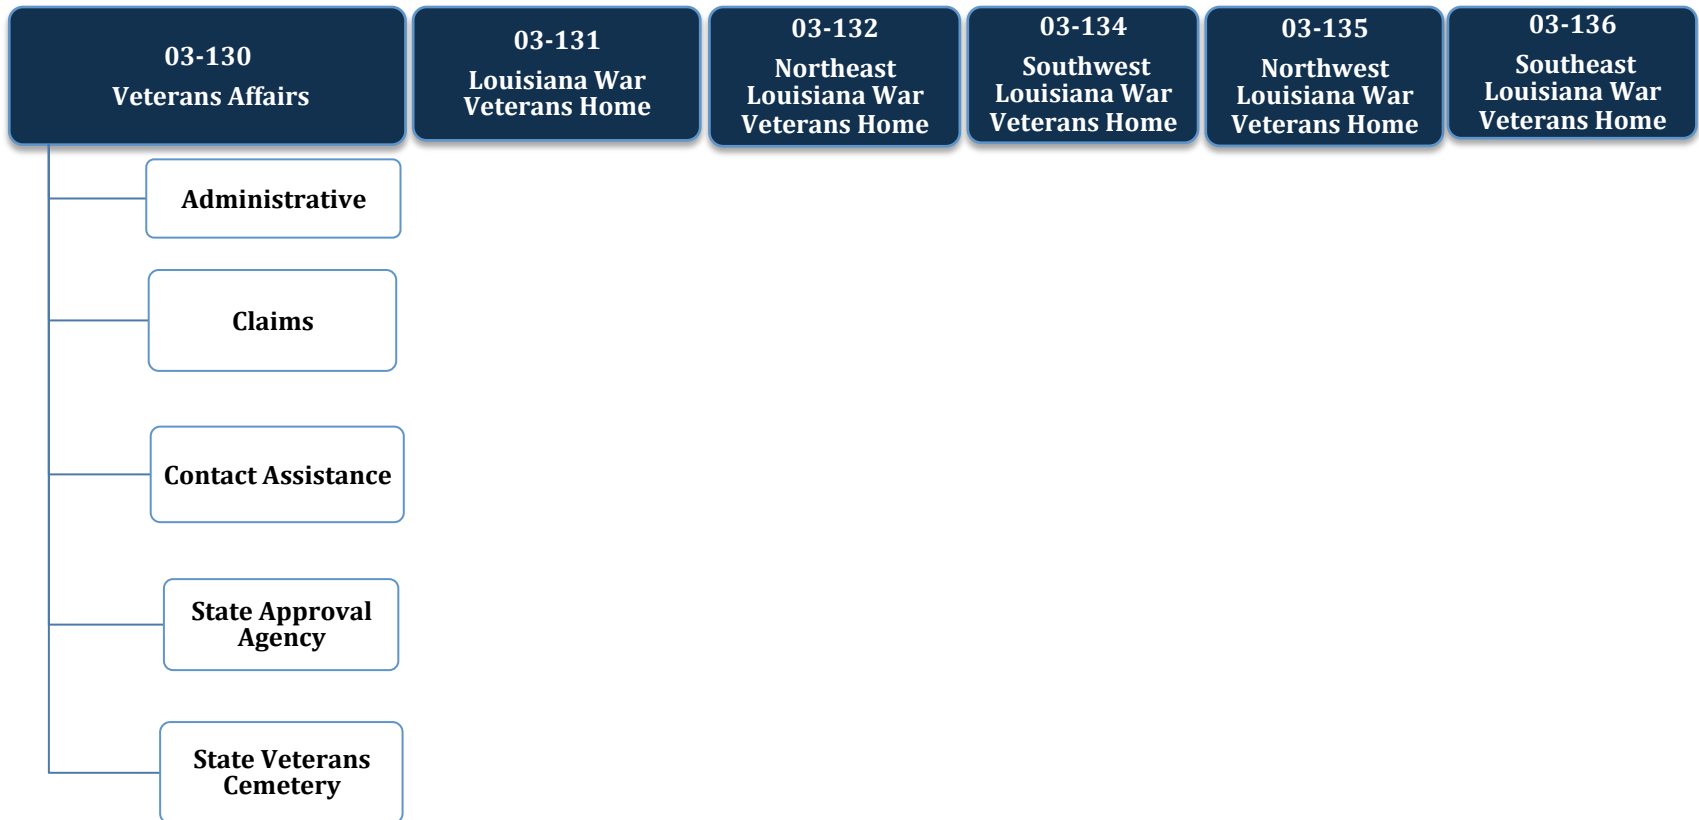 03-130
Veterans Affairs
03-131
Louisiana War
Veterans Home
03-132
Northeast
Louisiana War
Veterans Home
03-134
Southwest
Louisiana War
Veterans Home
03-135
Northwest
Louisiana War
Veterans Home
03-136
Southeast
Louisiana War
Veterans Home
Administrative
Claims
Contact Assistance
State Approval
Agency
State Veterans
Cemetery